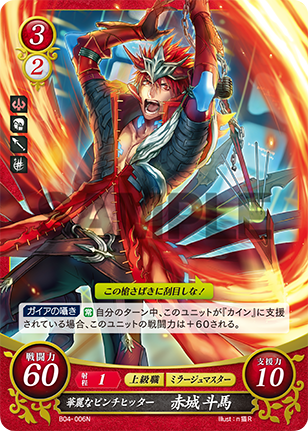 3
2
この槍さばきに刮目しな!
ガイアの囁き 常 自分のターン中、このユニットが『カイン』に支援
されている場合、このユニットの戦闘力は+60される。
戦闘力
60
射程 1
上級職
ミラージュマスター
支援力
10
華麗なピンチヒッター 赤城 斗馬
B04-006N
Illust:n猫R